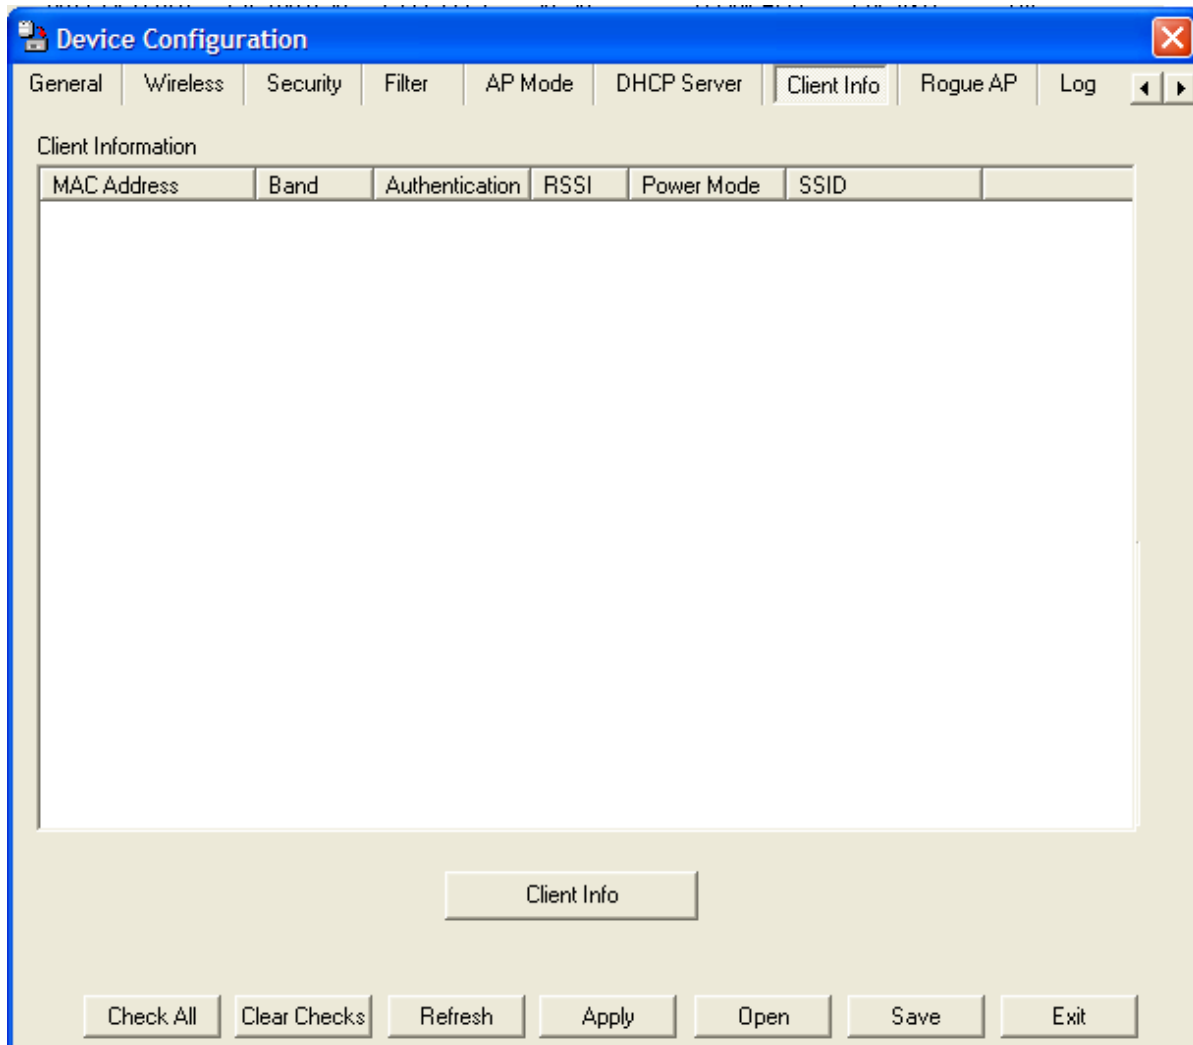 Device Configuration
General Wireless Security Filter AP Mode DHCP Server Client Info Rogue AP Log
Client Information
MAC Address Band Authentication RSSI Power Mode SSID
Client Info
Check All Clear Checks Refresh Apply Open Save Exit